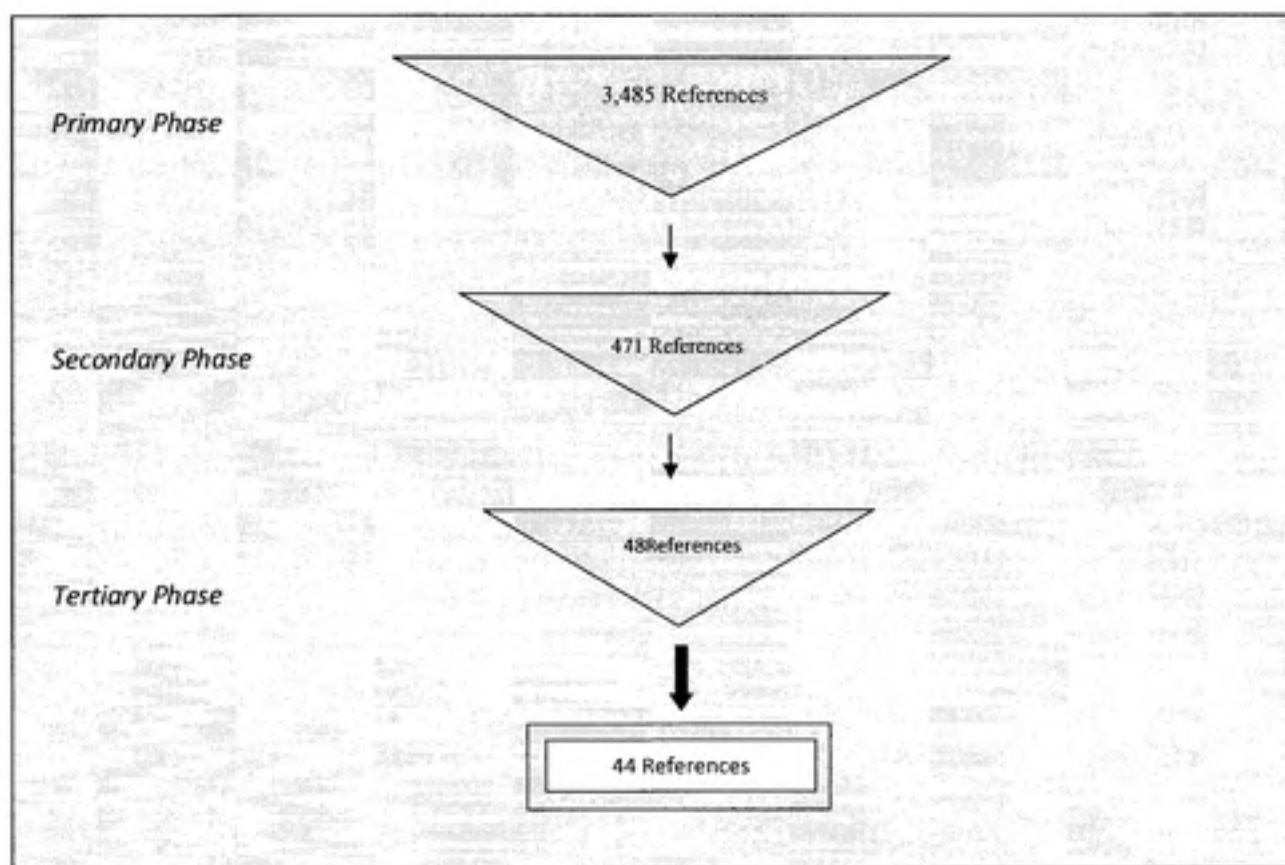 Primary Phase
3,485 References
Secondary Phase
471 References
Tertiary Phase
48References
44 References